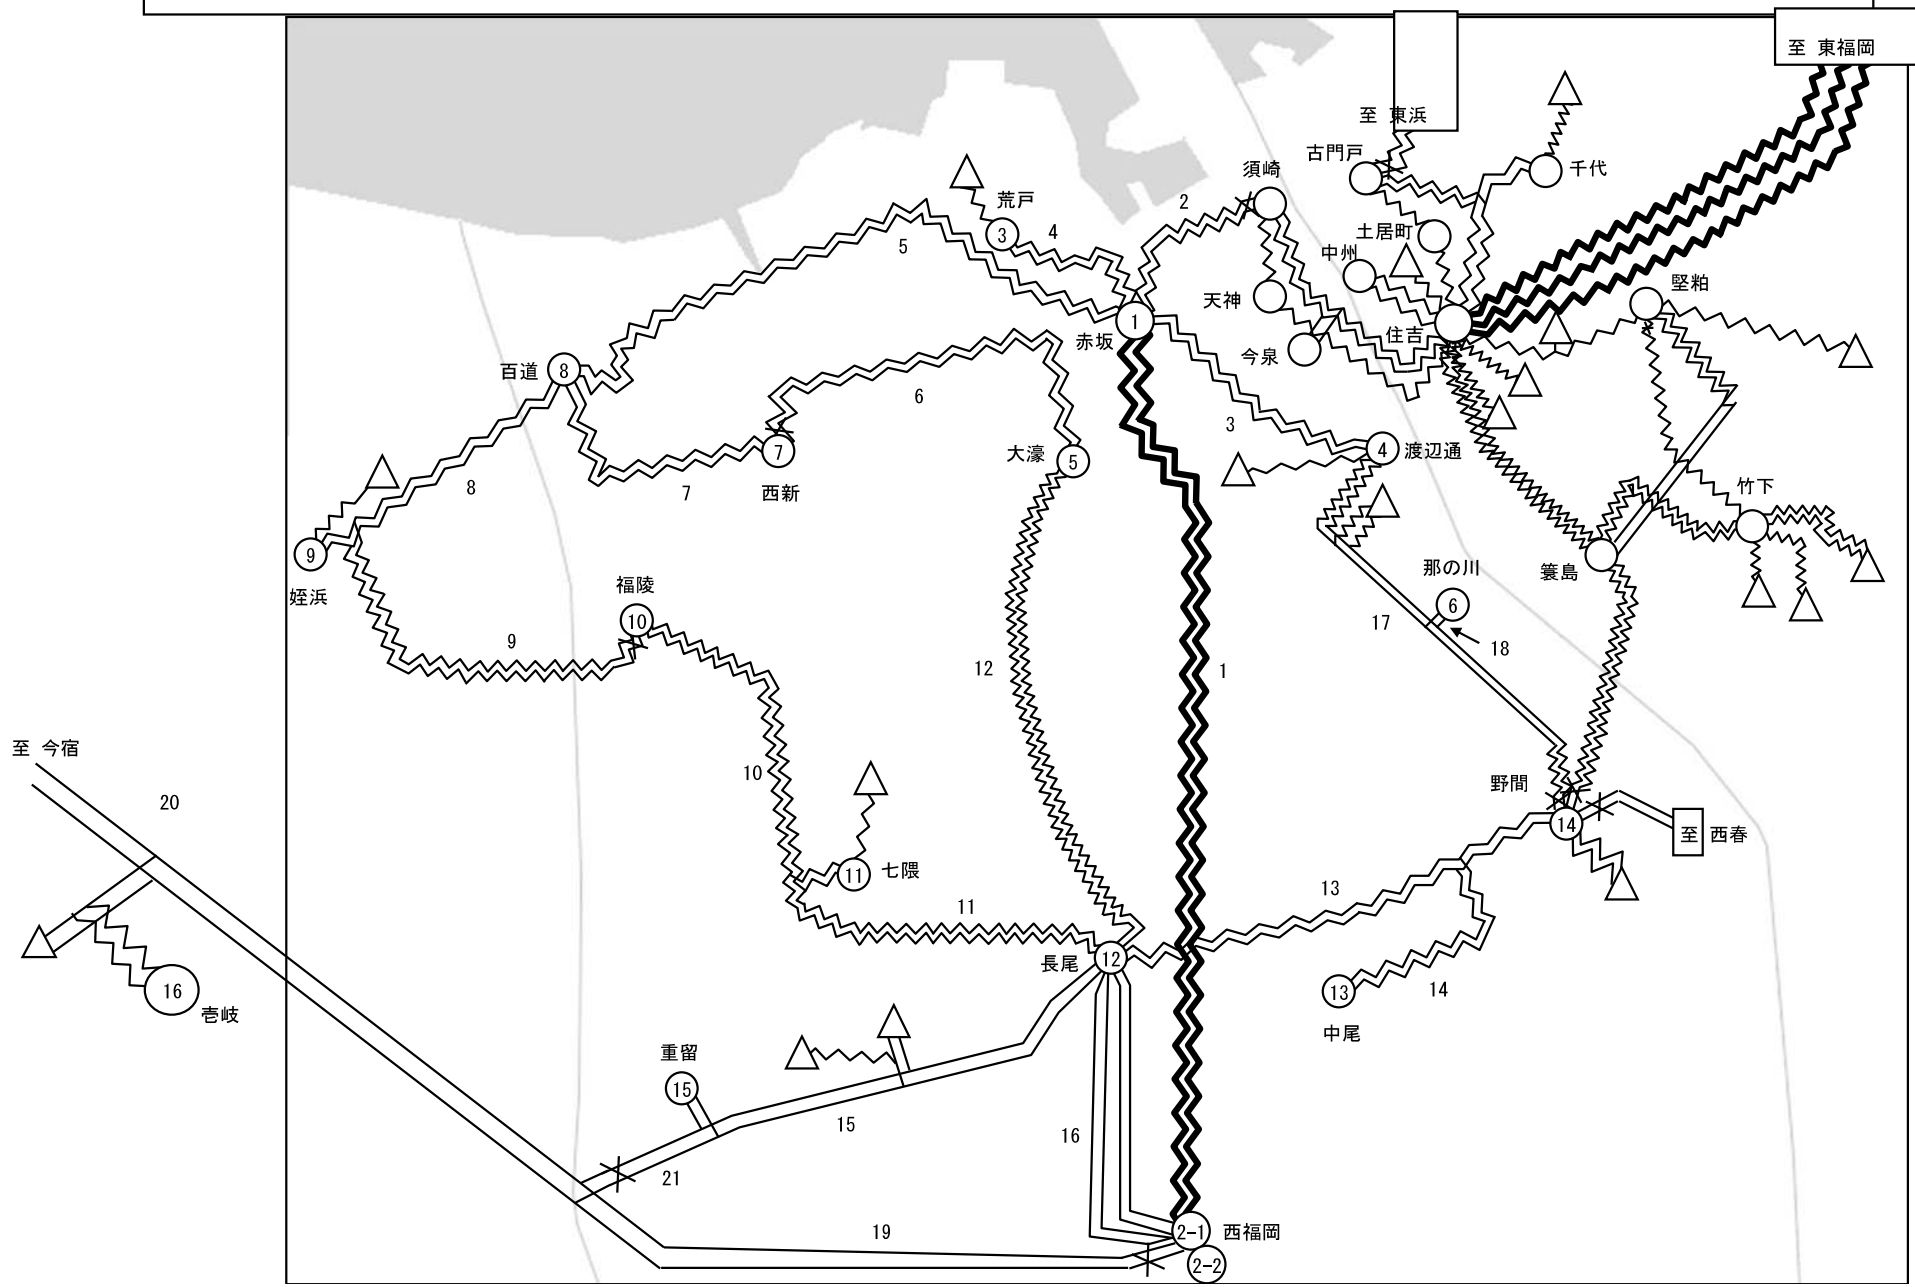 至 東福岡
至 東浜
古門戸
千代
須崎
荒戸
3
4
2
土居町
中州
5
天神
堅粕
住吉
1
赤坂
今泉
百道
8
6
3
大濠
5
4
渡辺通
7
西新
7
8
竹下
9
姪浜
簑島
那の川
6
福陵
10
17
18
9
12
1
至 今宿
20
10
野間
14
至 西春
11
七隈
13
11
長尾
12
16
壱岐
13
14
中尾
重留
15
15
16
21
19
2-1
西福岡
2-2